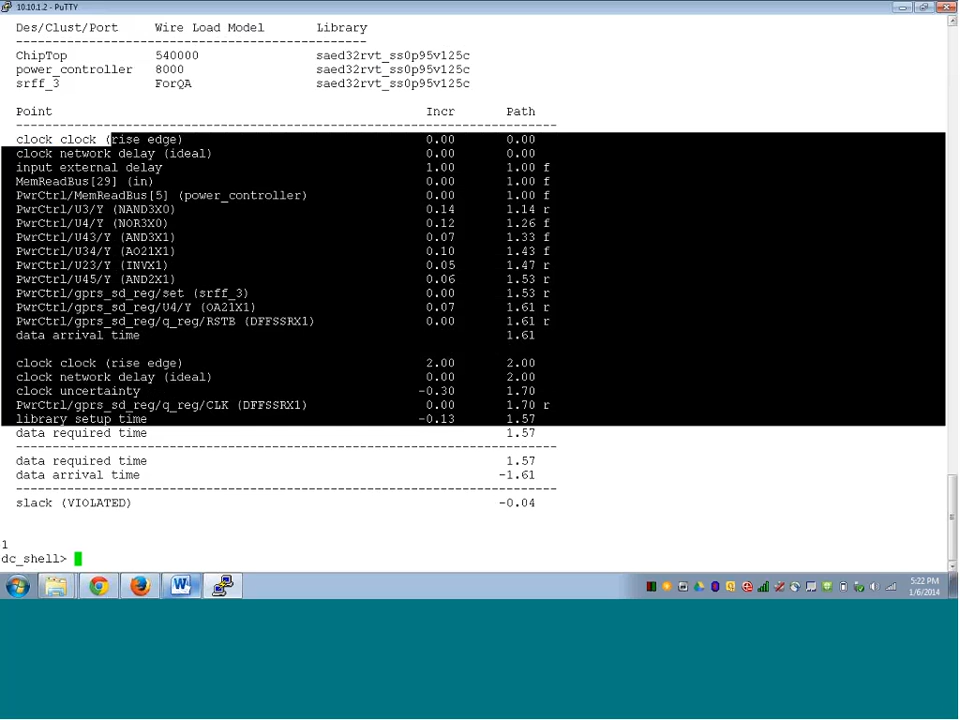 10.10.1.2 - PuTTY
Des/Clust/Port Wire Load Model Library
------------------------------------------------
ChipTop 540000 saed32rvt_ss0p95v125c
power_controller 8000 saed32rvt_ss0p95v125c
srff_3 ForQA saed32rvt_ss0p95v125c
Point Incr Path
--------------------------------------------------------------------------
clock clock (rise edge) 0.00 0.00
clock network delay (ideal) 0.00 0.00
input external delay 1.00 1.00 f
MemReadBus[29] (in) 0.00 1.00 f
PwrCtrl/MemReadBus[5] (power_controller) 0.00 1.00 f
PwrCtrl/U3/Y (NAND3X0) 0.14 1.14 r
PwrCtrl/U4/Y (NOR3X0) 0.12 1.26 f
PwrCtrl/U43/Y (AND3X1) 0.07 1.33 f
PwrCtrl/U34/Y (AO21X1) 0.10 1.43 f
PwrCtrl/U23/Y (INVX1) 0.05 1.47 r
PwrCtrl/U45/Y (AND2X1) 0.06 1.53 r
PwrCtrl/gprs_sd_reg/set (srff_3) 0.00 1.53 r
PwrCtrl/gprs_sd_reg/U4/Y (OA21X1) 0.07 1.61 r
PwrCtrl/gprs_sd_reg/q_reg/RSTB (DFFSSRX1) 0.00 1.61 r
data arrival time 1.61
clock clock (rise edge) 2.00 2.00
clock network delay (ideal) 0.00 2.00
clock uncertainty -0.30 1.70
PwrCtrl/gprs_sd_reg/q_reg/CLK (DFFSSRX1) 0.00 1.70 r
library setup time -0.13 1.57
data required time 1.57
--------------------------------------------------------------------------
data required time 1.57
data arrival time -1.61
--------------------------------------------------------------------------
slack (VIOLATED) -0.04
1
dc_shell>
5:22 PM
1/6/2014